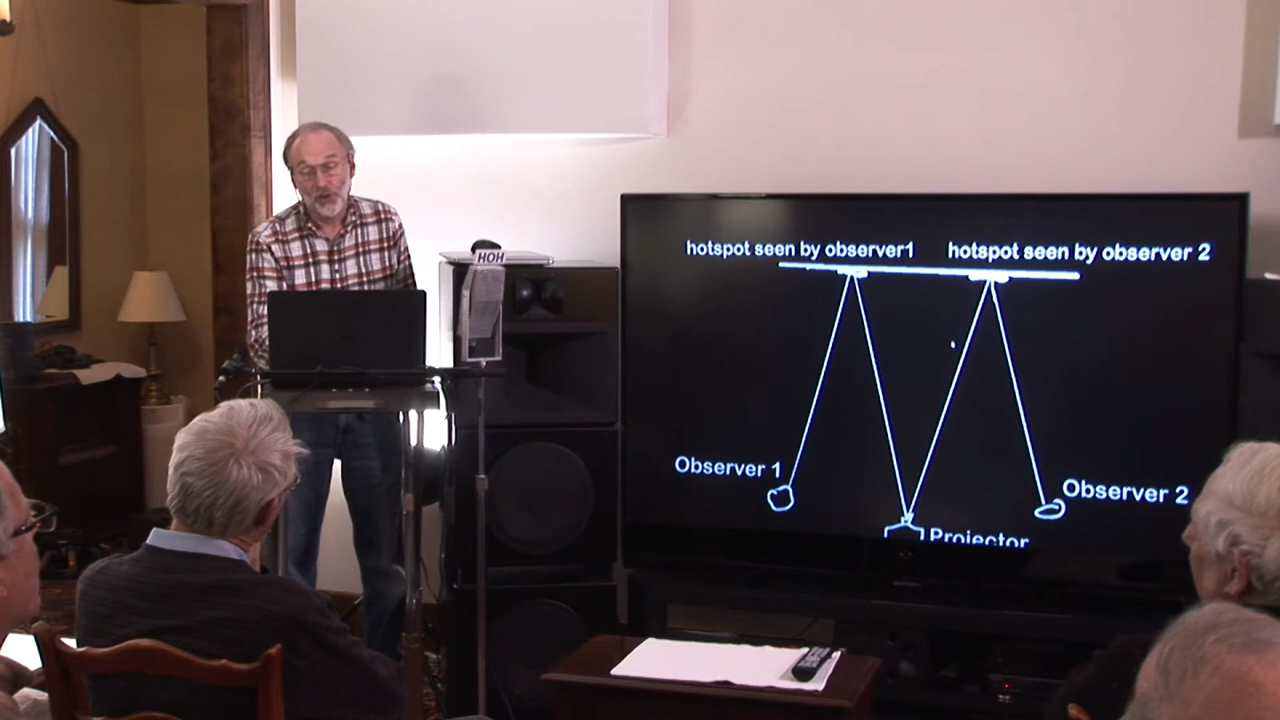 HOH
hotspot seen by observer1
hotspot seen by observer 2
Observer 1
Observer 2
Projector